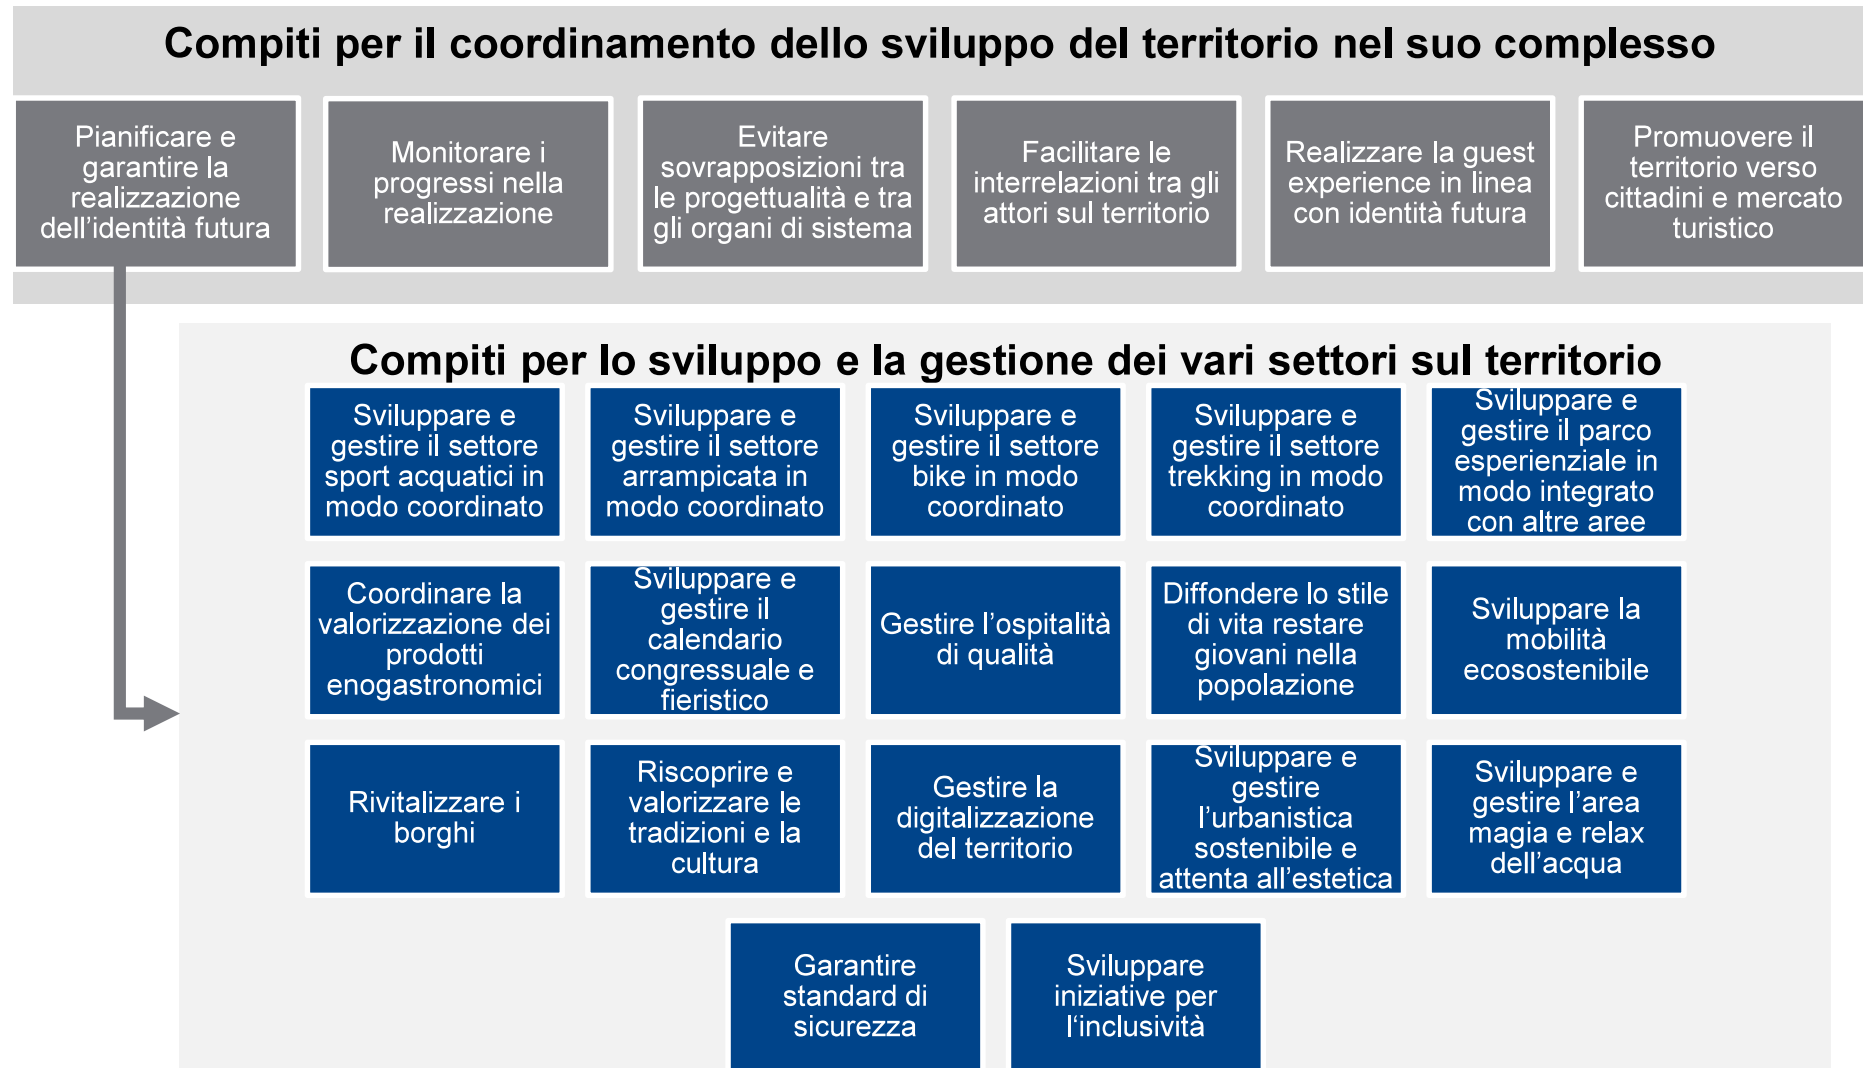 Compiti per il coordinamento dello sviluppo del territorio nel suo complesso
Pianificare e
garantire la
realizzazione
dell’identità futura
Monitorare i
progressi nella
realizzazione
Evitare
sovrapposizioni tra
le progettualità e tra
gli organi di sistema
Facilitare le
interrelazioni tra gli
attori sul territorio
Realizzare la guest
experience in linea
con identità futura
Promuovere il
territorio verso
cittadini e mercato
turistico
Compiti per lo sviluppo e la gestione dei vari settori sul territorio
Sviluppare e
gestire il settore
sport acquatici in
modo coordinato
Sviluppare e
gestire il settore
arrampicata in
modo coordinato
Sviluppare e
gestire il settore
bike in modo
coordinato
Sviluppare e
gestire il settore
trekking in modo
coordinato
Sviluppare e
gestire il parco
esperienziale in
modo integrato
con altre aree
Coordinare la
valorizzazione dei
prodotti
enogastronomici
Sviluppare e
gestire il
calendario
congressuale e
fieristico
Gestire l’ospitalità
di qualità
Diffondere lo stile
di vita restare
giovani nella
popolazione
Sviluppare la
mobilità
ecosostenibile
Rivitalizzare i
borghi
Riscoprire e
valorizzare le
tradizioni e la
cultura
Gestire la
digitalizzazione
del territorio
Sviluppare e
gestire
l’urbanistica
sostenibile e
attenta all’estetica
Sviluppare e
gestire l’area
magia e relax
dell’acqua
Garantire
standard di
sicurezza
Sviluppare
iniziative per
l‘inclusività